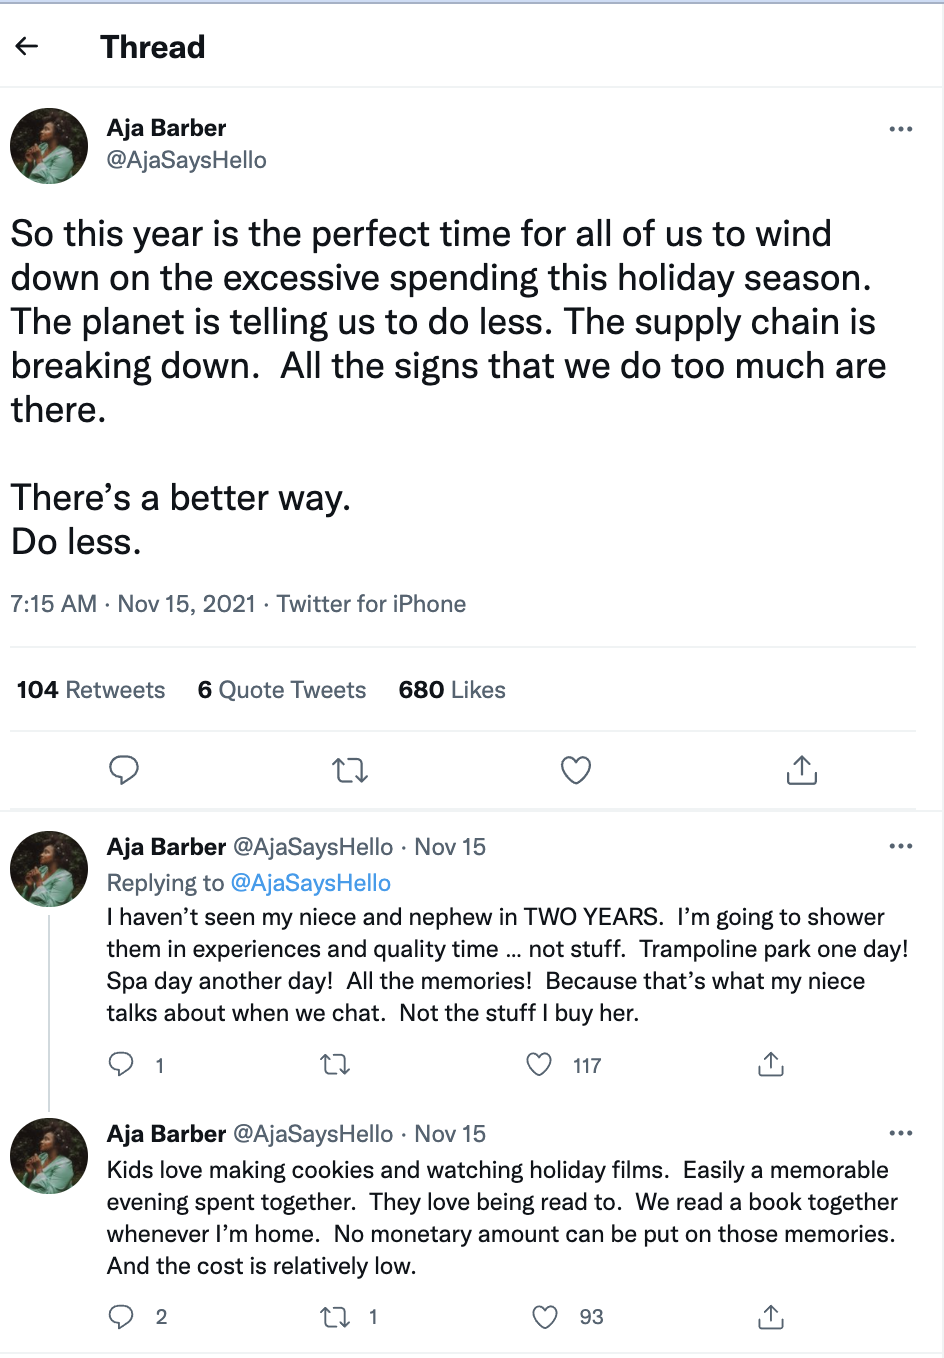 Thread
Aja Barber
@AjaSaysHello
So this year is the perfect time for all of us to wind
down on the excessive spending this holiday season.
The planet is telling us to do less. The supply chain is
breaking down.  All the signs that we do too much are
there.
There’s a better way.
Do less.
7:15 AM · Nov 15, 2021 · Twitter for iPhone
104 Retweets 6 Quote Tweets 680 Likes
Aja Barber @AjaSaysHello · Nov 15
Replying to @AjaSaysHello
I haven’t seen my niece and nephew in TWO YEARS.  I’m going to shower
them in experiences and quality time ... not stuff.  Trampoline park one day!
Spa day another day!  All the memories!  Because that’s what my niece
talks about when we chat.  Not the stuff I buy her.
1 117
Aja Barber @AjaSaysHello · Nov 15
Kids love making cookies and watching holiday films.  Easily a memorable
evening spent together.  They love being read to.  We read a book together
whenever I’m home.  No monetary amount can be put on those memories.
And the cost is relatively low.
2 1 93